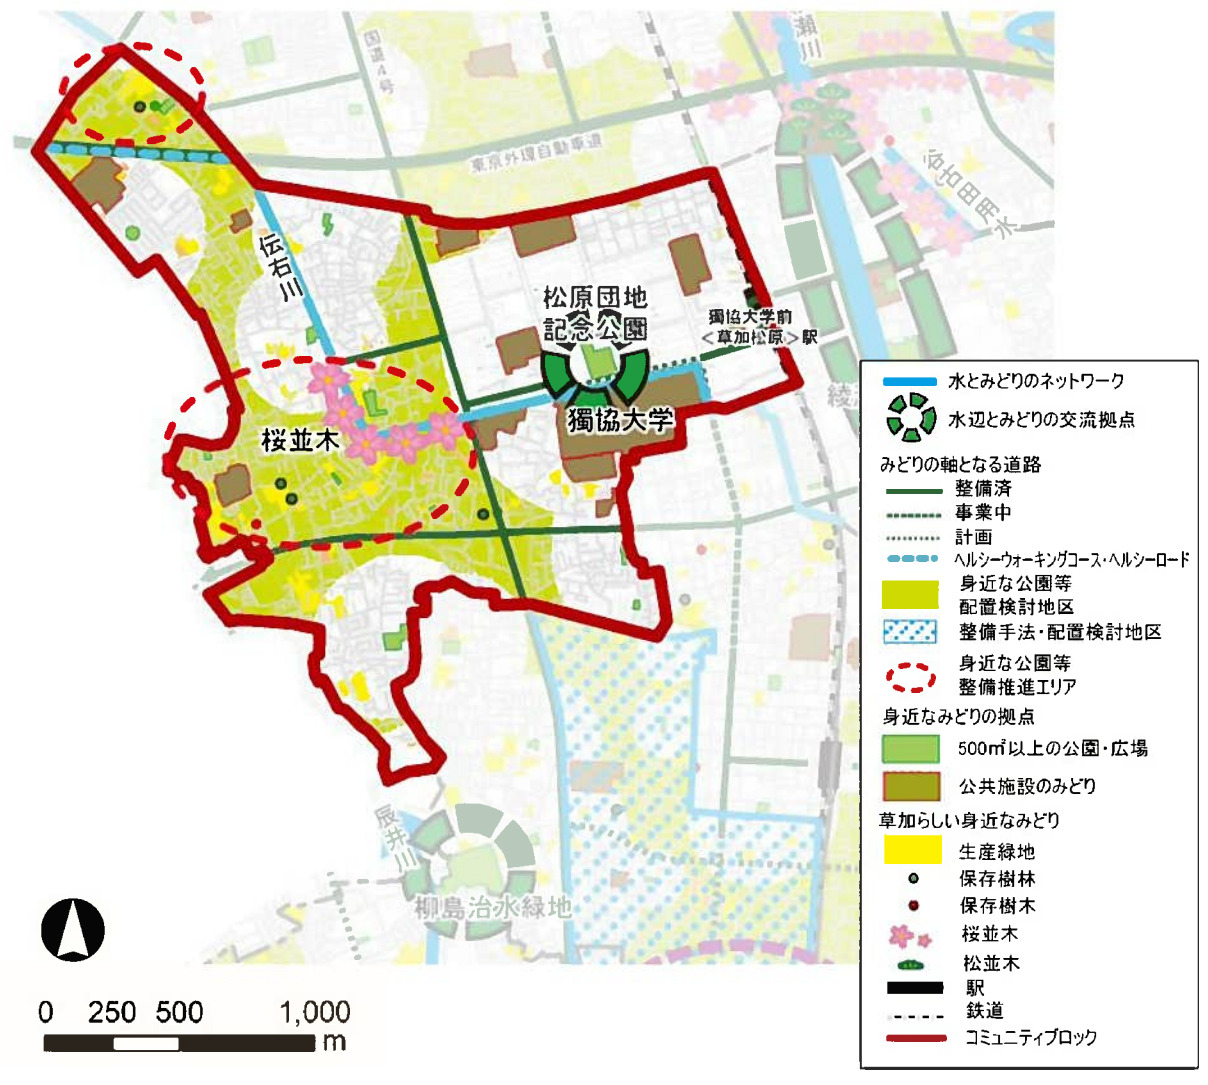 瀬川
国道4号
東京外環自動車道
谷古田用水
伝右川
松原団地
記念公園
獨協大学前
<草加松原>駅
獨協大学
桜並木
綾
辰井川
柳島治水緑地
水とみどりのネットワーク
水辺とみどりの交流拠点
みどりの軸となる道路
整備済
事業中
計画
ヘルシーウォーキングコース・ヘルシーロード
身近な公園等
配置検討地区
整備手法・配置検討地区
身近な公園等
整備推進エリア
身近なみどりの拠点
500㎡以上の公園・広場
公共施設のみどり
草加らしい身近なみどり
生産緑地
保存樹林
保存樹木
桜並木
松並木
駅
鉄道
コミュニティブロック
0 250 500 1,000
m